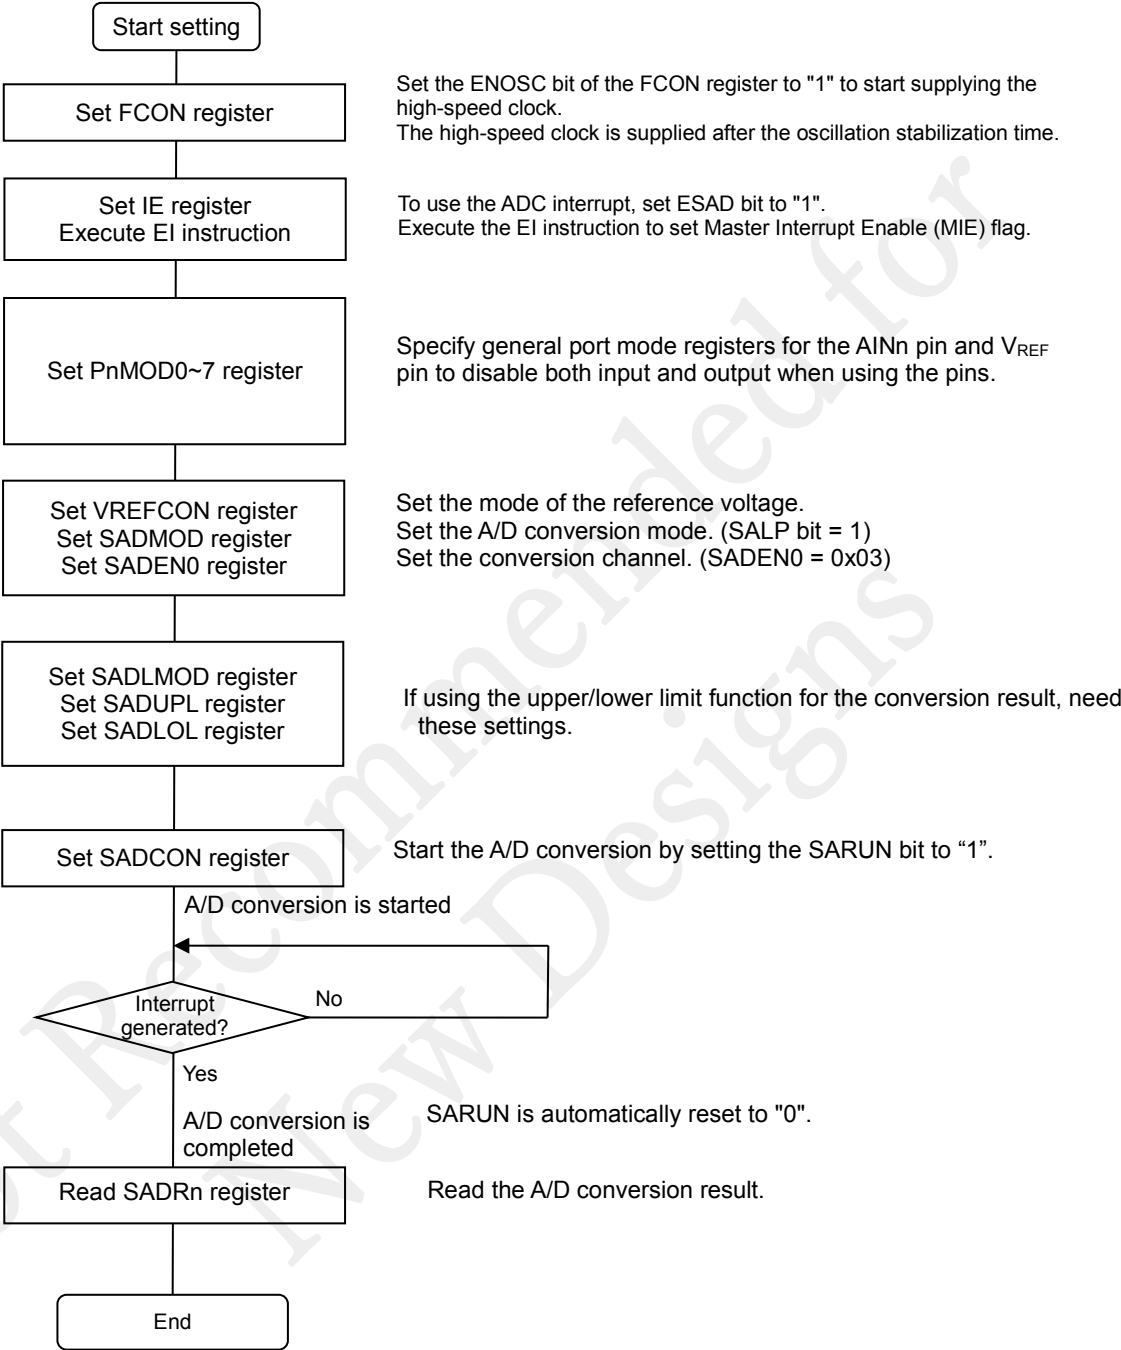 Start setting
Set FCON register
Set the ENOSC bit of the FCON register to "1" to start supplying the
high-speed clock.
The high-speed clock is supplied after the oscillation stabilization time.
Set IE register
Execute EI instruction
To use the ADC interrupt, set ESAD bit to "1".
Execute the EI instruction to set Master Interrupt Enable (MIE) flag.
Set PnMOD0~7 register
Specify general port mode registers for the AINn pin and VREF
pin to disable both input and output when using the pins.
Set VREFCON register
Set SADMOD register
Set SADEN0 register
Set the mode of the reference voltage.
Set the A/D conversion mode. (SALP bit = 1)
Set the conversion channel. (SADEN0 = 0x03)
Set SADLMOD register
Set SADUPL register
Set SADLOL register
If using the upper/lower limit function for the conversion result, need
these settings.
Set SADCON register
Start the A/D conversion by setting the SARUN bit to “1”.
A/D conversion is started
Interrupt
generated?
No
Yes
A/D conversion is
completed
SARUN is automatically reset to "0".
Read SADRn register
Read the A/D conversion result.
End
Recommended for
New Designs